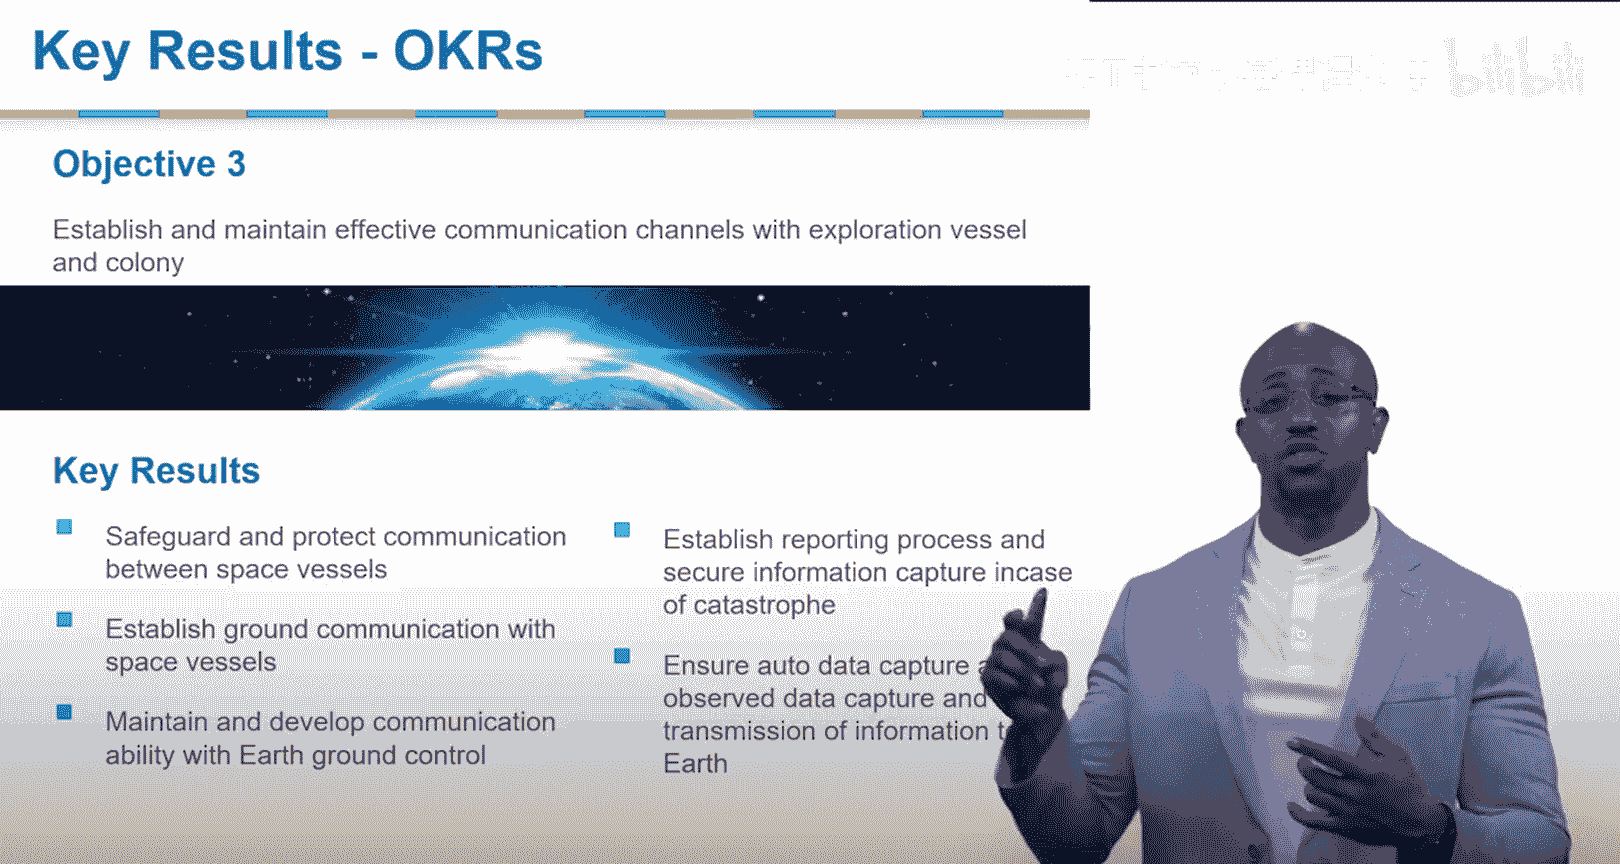 Key Results - OKRs
bilibili
Objective 3
Establish and maintain effective communication channels with exploration vessel
and colony
Key Results
Safeguard and protect communication
between space vessels
Establish ground communication with
space vessels
Maintain and develop communication
ability with Earth ground control
Establish reporting process and
secure information capture incase
of catastrophe
Ensure auto data capture
observed data capture and
transmission of information
Earth